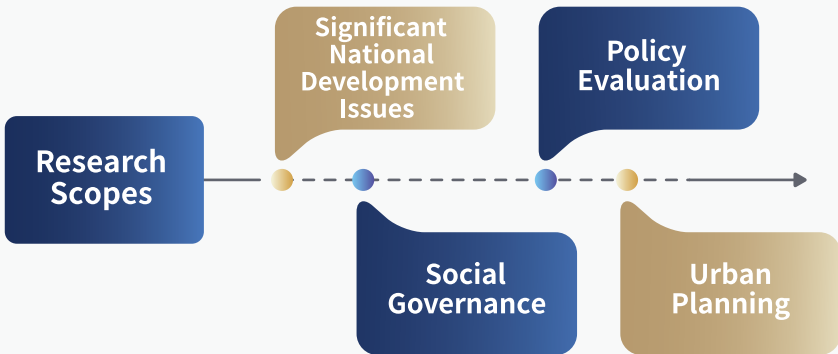 Research
Scopes
Significant
National
Development
Issues
Social
Governance
Policy
Evaluation
Urban
Planning